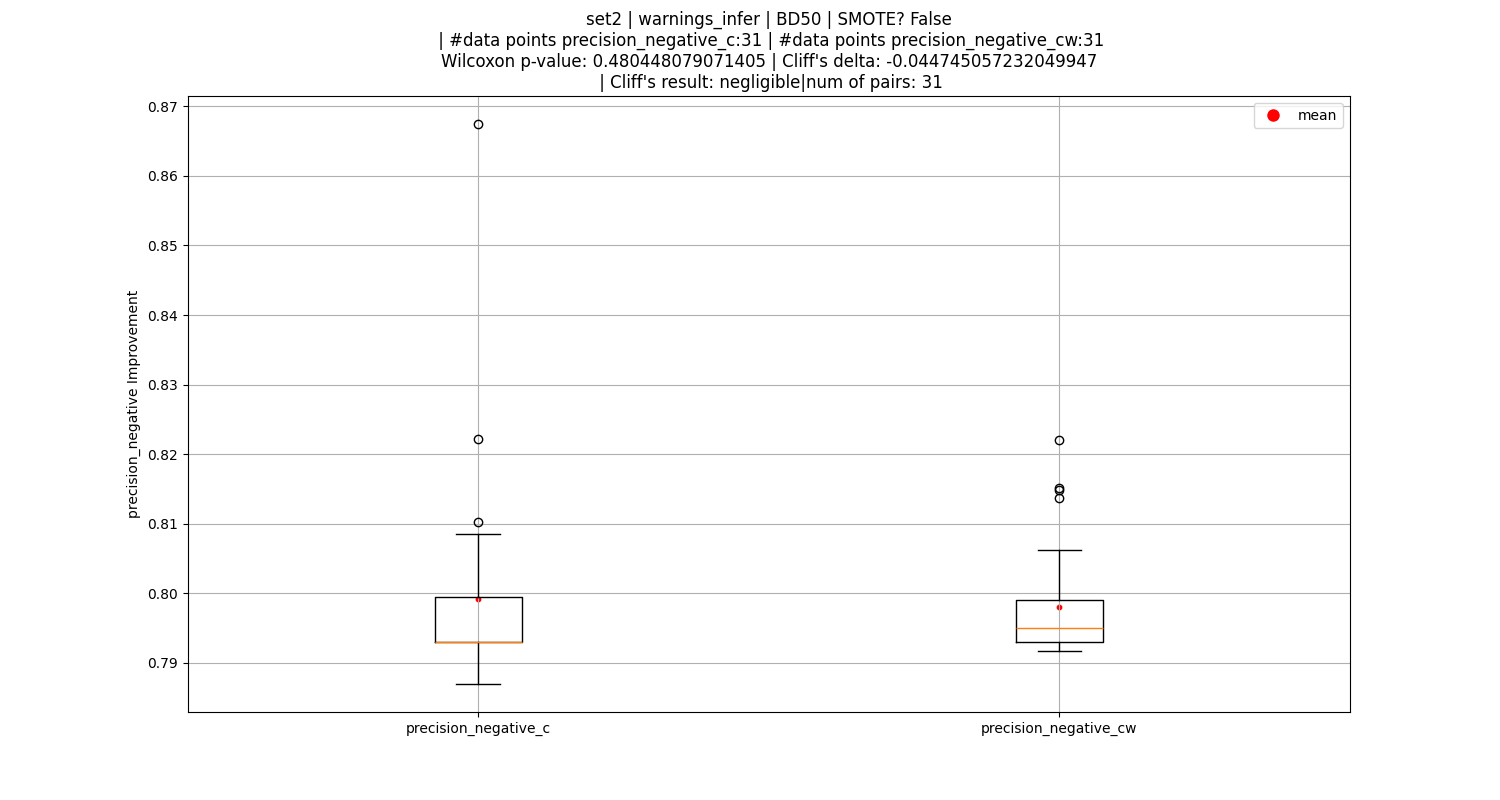 set2 | warnings_infer | BD50 | SMOTE? False
| #data points precision_negative_c:31 | #data points precision_negative_cw:31
Wilcoxon p-value: 0.480448079071405 | Cliff's delta: -0.044745057232049947
| Cliff's result: negligible|num of pairs: 31
mean
0.87
0.86
0.85
0.84
0.83
0.82
0.81
0.80
0.79
precision_negative Improvement
precision_negative_c
precision_negative_cw